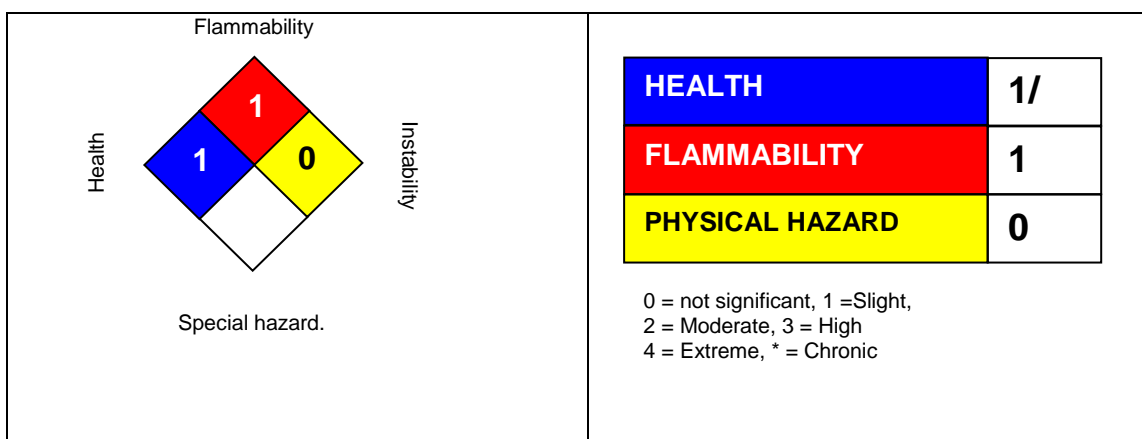 Flammability
1
Health
1
0
Instability
Special hazard.
HEALTH 1/
FLAMMABILITY 1
PHYSICAL HAZARD 0
0 = not significant, 1 =Slight,
2 = Moderate, 3 = High
4 = Extreme, * = Chronic